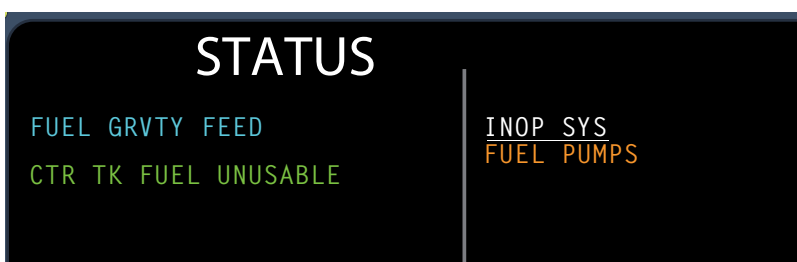 STATUS
FUEL GRVTY FEED
CTR TK FUEL UNUSABLE
INOP SYS
FUEL PUMPS